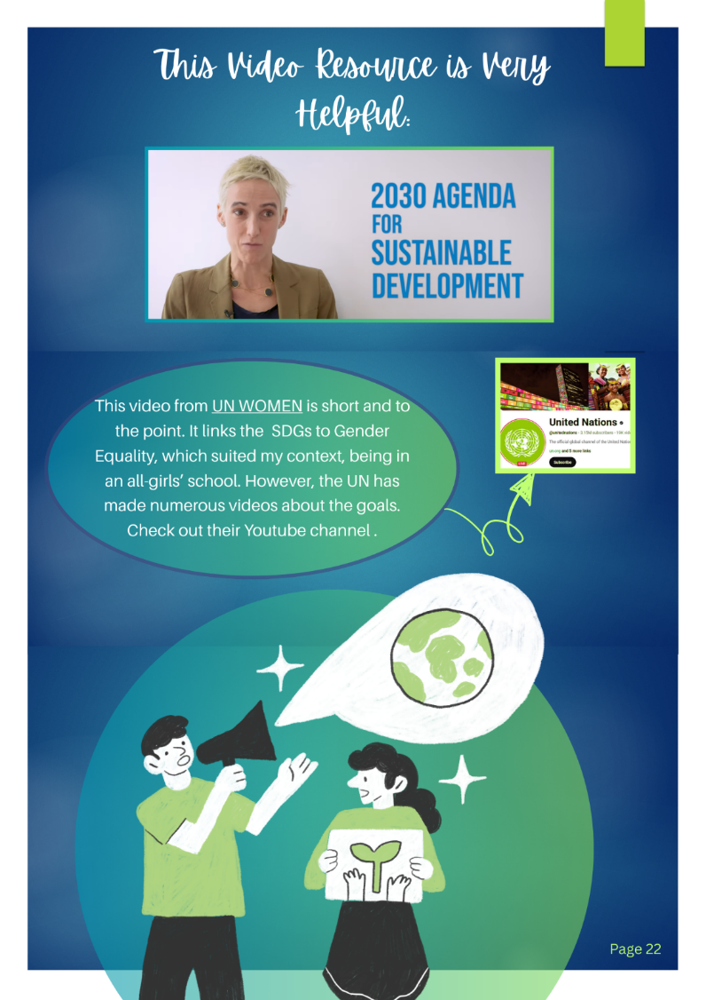 This Video Resource is Very
Helpful:
2030 AGENDA
FOR
SUSTAINABLE
DEVELOPMENT
This video from UN WOMEN is short and to
the point. It links the  SDGs to Gender
Equality, which suited my context, being in
an all-girls’ school. However, the UN has
made numerous videos about the goals.
Check out their Youtube channel .
United Nations
@unitednations · 3.19M subscribers · 19K
The official global channel of the United
un.org and 5 more links
Subscribe
LIVE
Page 22